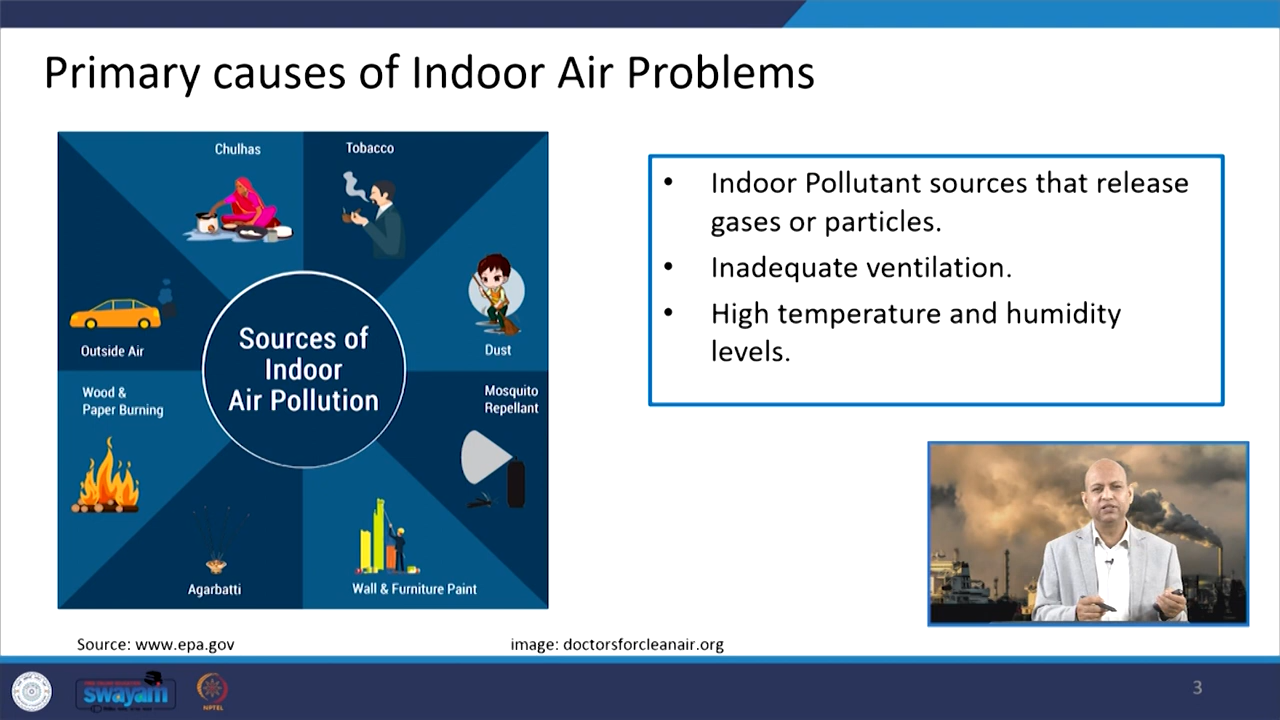 Primary causes of Indoor Air Problems
Chulhas
Tobacco
Outside Air
Dust
Sources of
Indoor
Air Pollution
Wood &
Paper Burning
Mosquito
Repellant
Agarbatti
Wall & Furniture Paint
• Indoor Pollutant sources that release
gases or particles.
• Inadequate ventilation.
• High temperature and humidity
levels.
Source: www.epa.gov
image: doctorsforcleanair.org
swayam
NPTEL
3